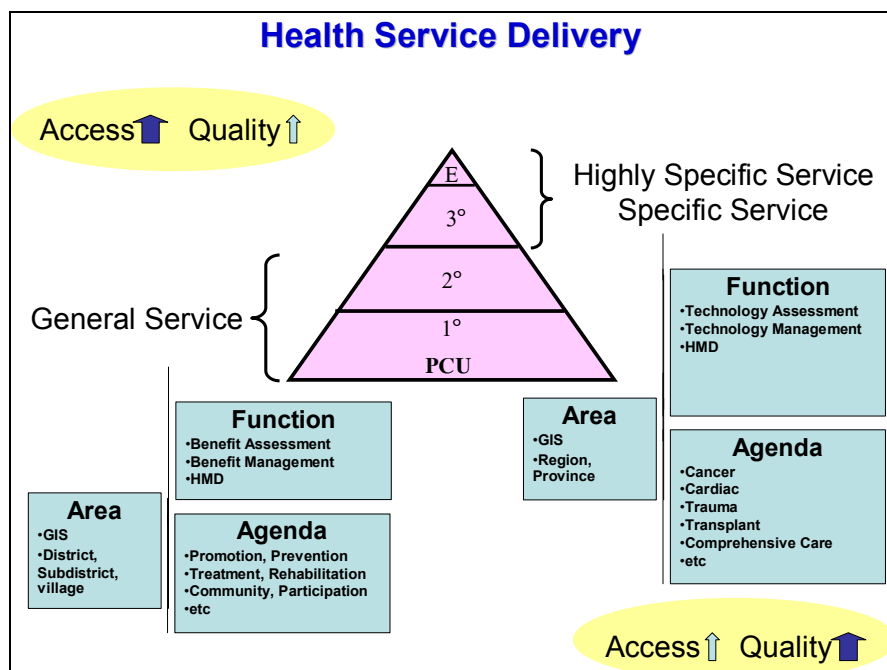 Health Service Delivery
Access Quality
E
3°
2°
1°
PCU
Highly Specific Service
Specific Service
General Service
Function
•Technology Assessment
•Technology Management
•HMD
Area
•GIS
•Region,
Province
Agenda
•Cancer
•Cardiac
•Trauma
•Transplant
•Comprehensive Care
•etc
Function
•Benefit Assessment
•Benefit Management
•HMD
Area
•GIS
•District,
Subdistrict,
village
Agenda
•Promotion, Prevention
•Treatment, Rehabilitation
•Community, Participation
•etc
Access Quality